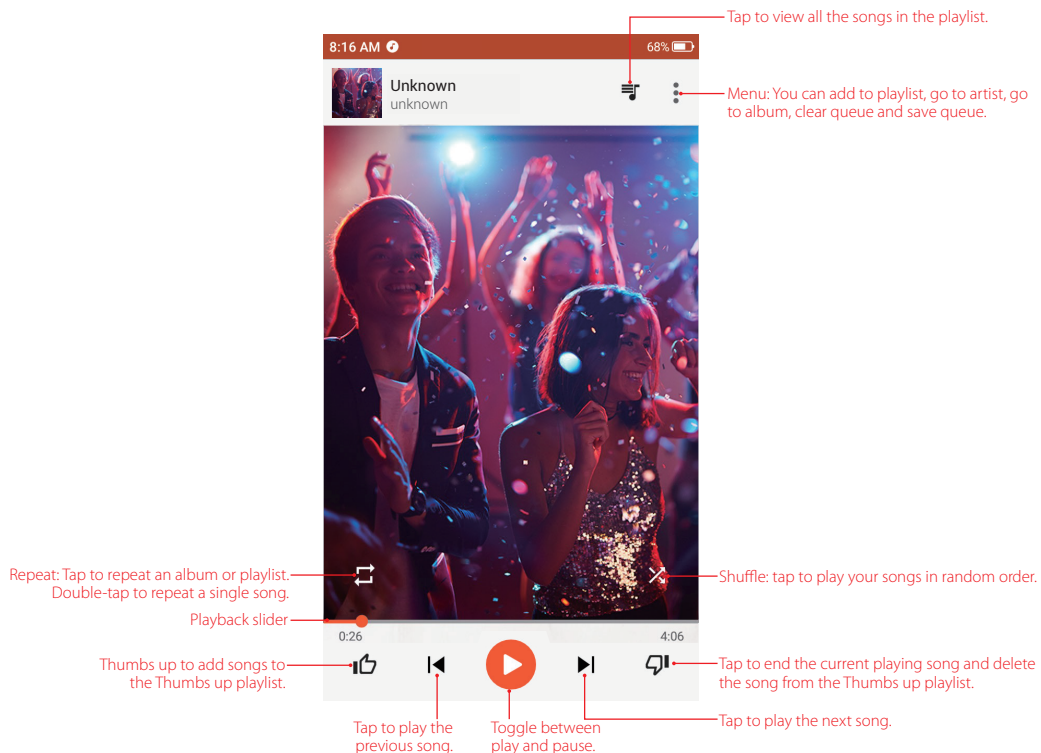 Tap to view all the songs in the playlist.
8:16 AM
68%
Unknown
unknown
Menu: You can add to playlist, go to artist, go
to album, clear queue and save queue.
Repeat: Tap to repeat an album or playlist.
Double-tap to repeat a single song.
Shuffle: tap to play your songs in random order.
Playback slider
0:26
4:06
Thumbs up to add songs to
the Thumbs up playlist.
Tap to end the current playing song and delete
the song from the Thumbs up playlist.
Tap to play the
previous song.
Toggle between
play and pause.
Tap to play the next song.